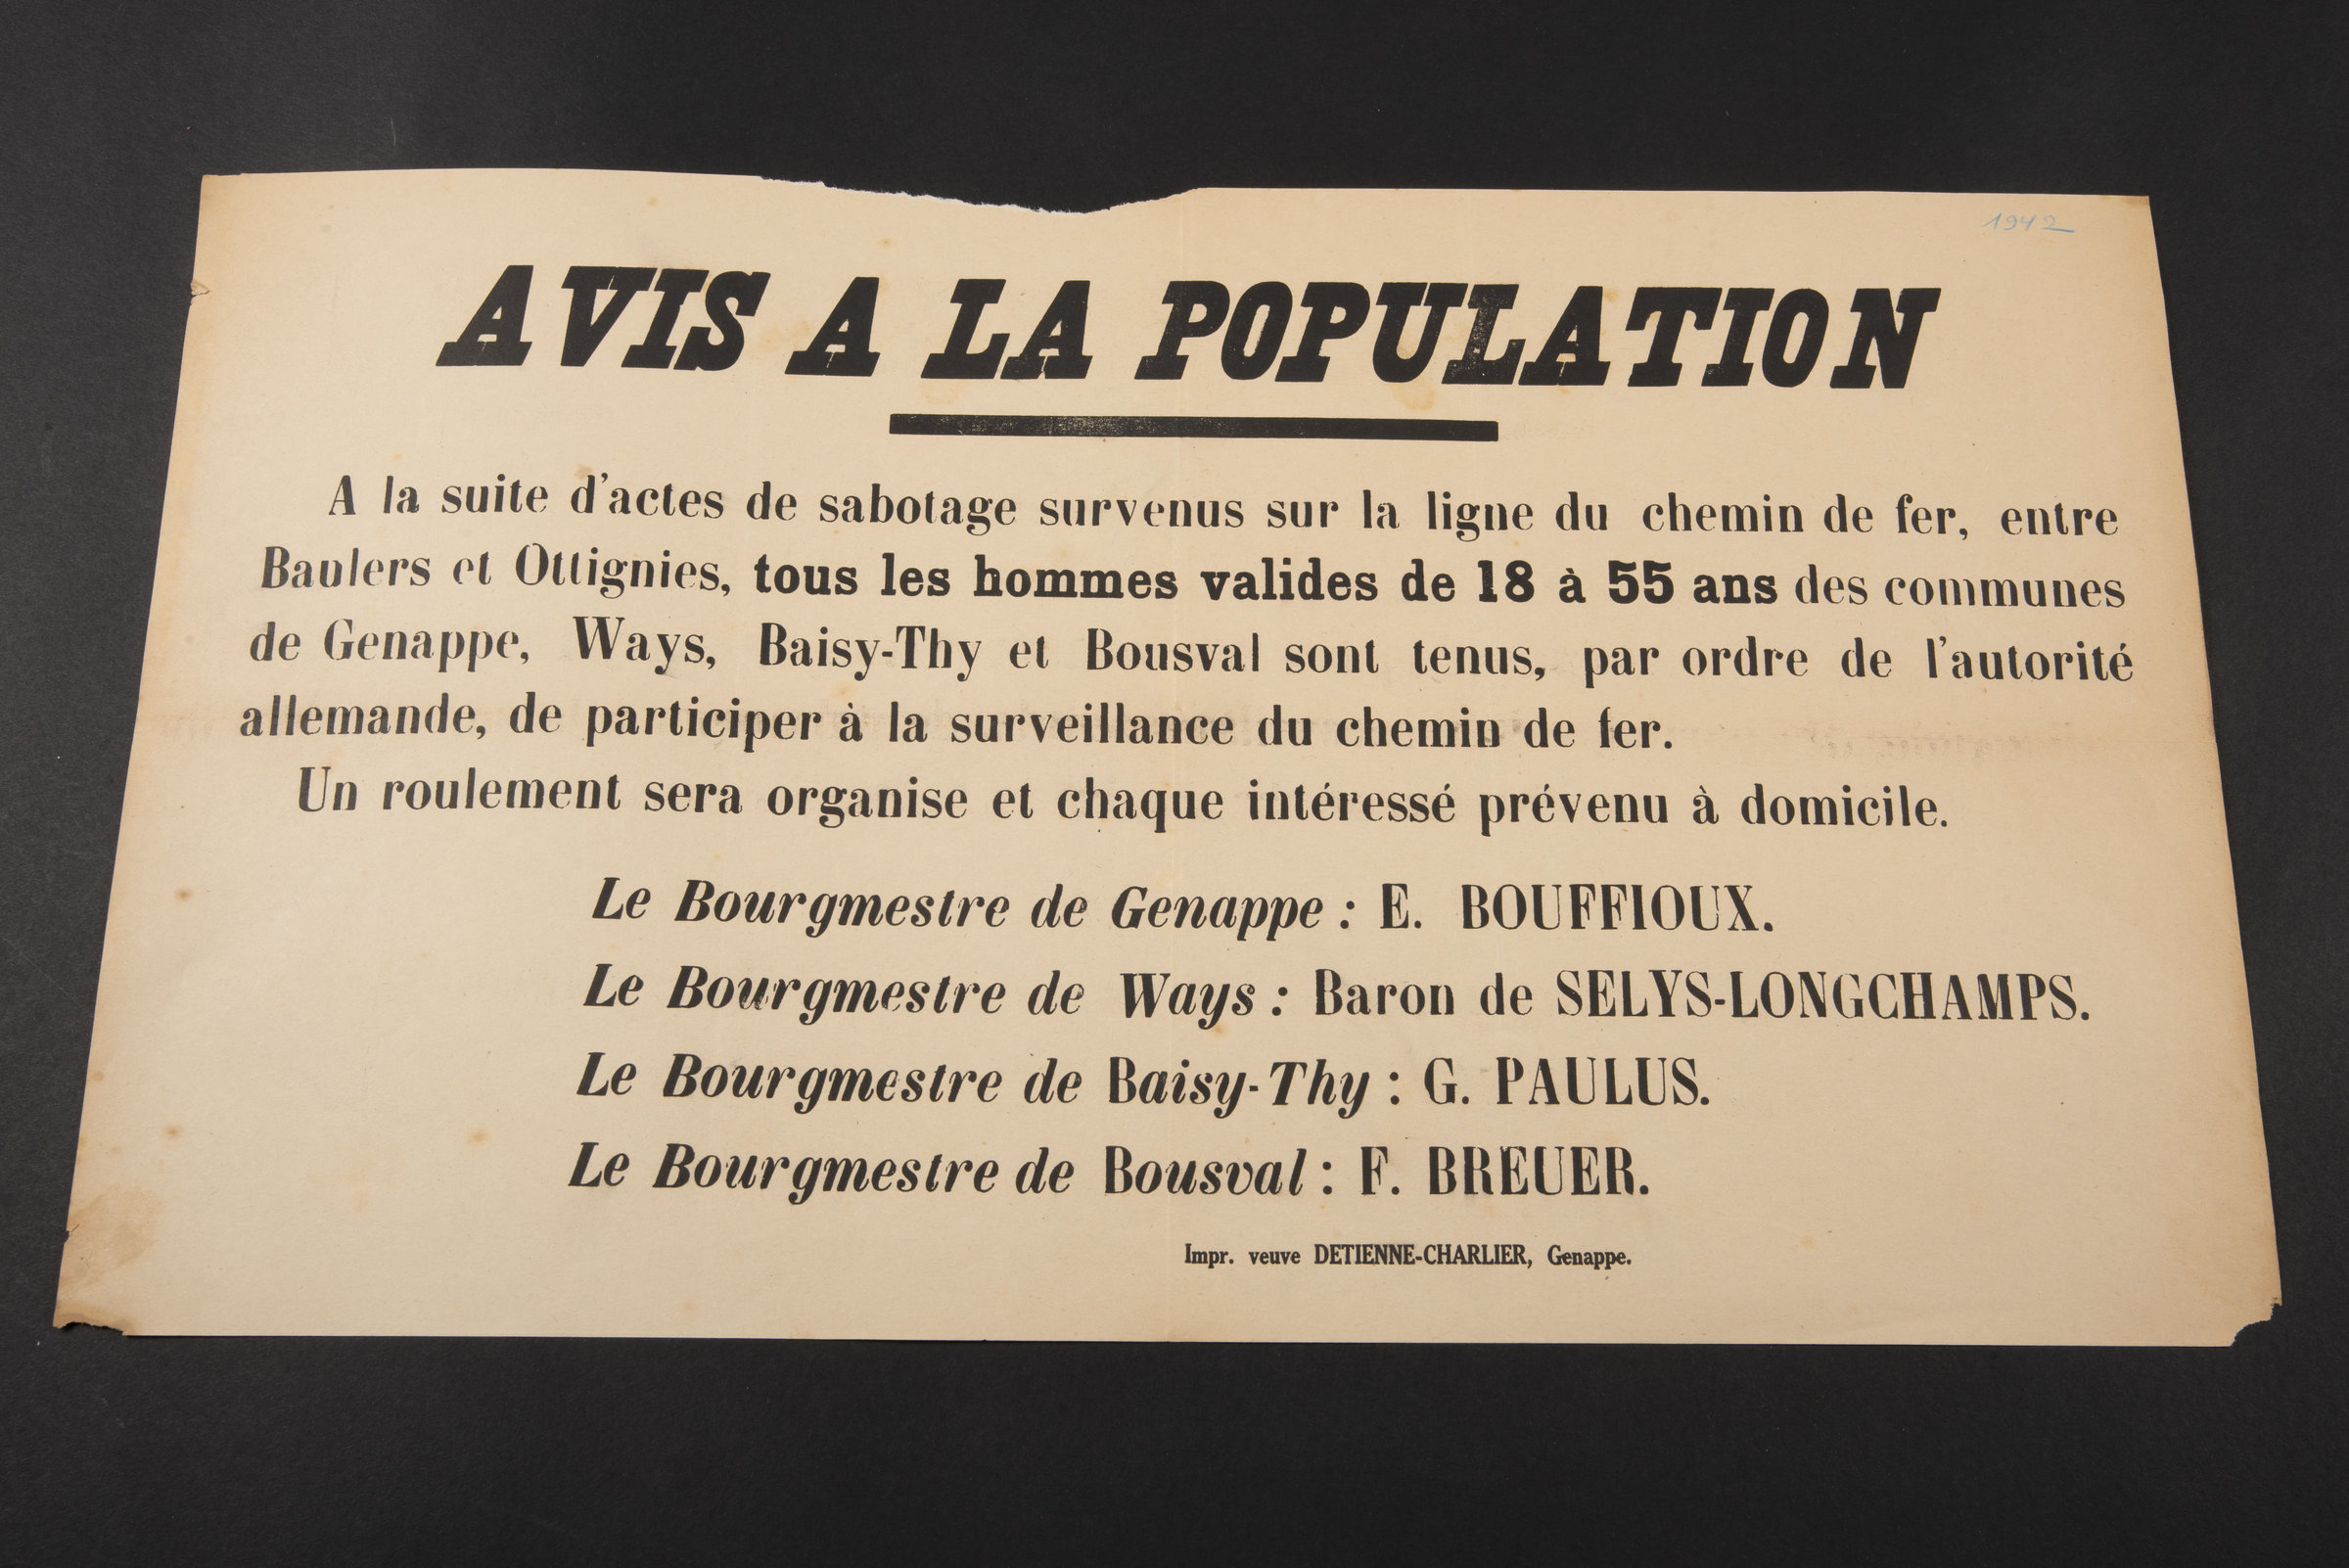 1942
AVIS A LA POPULATION
A la suite d'actes de sabotage survenus sur la ligne du chemin de fer, entre
Baulers et Ottignies, tous les hommes valides de 18 à 55 ans des communes
de Genappe, Ways, Baisy-Thy et Bousval sont tenus, par ordre de l'autorité
allemande, de participer à la surveillance du chemin de fer.
Un roulement sera organise et chaque intéressé prévenu à domicile.
Le Bourgmestre de Genappe : E. BOUFFIOUX.
Le Bourgmestre de Ways : Baron de SELYS-LONGCHAMPS.
Le Bourgmestre de Baisy-Thy : G. PAULUS.
Le Bourgmestre de Bousval : F. BREUER.
Impr. veuve DETIENNE-CHARLIER, Genappe.